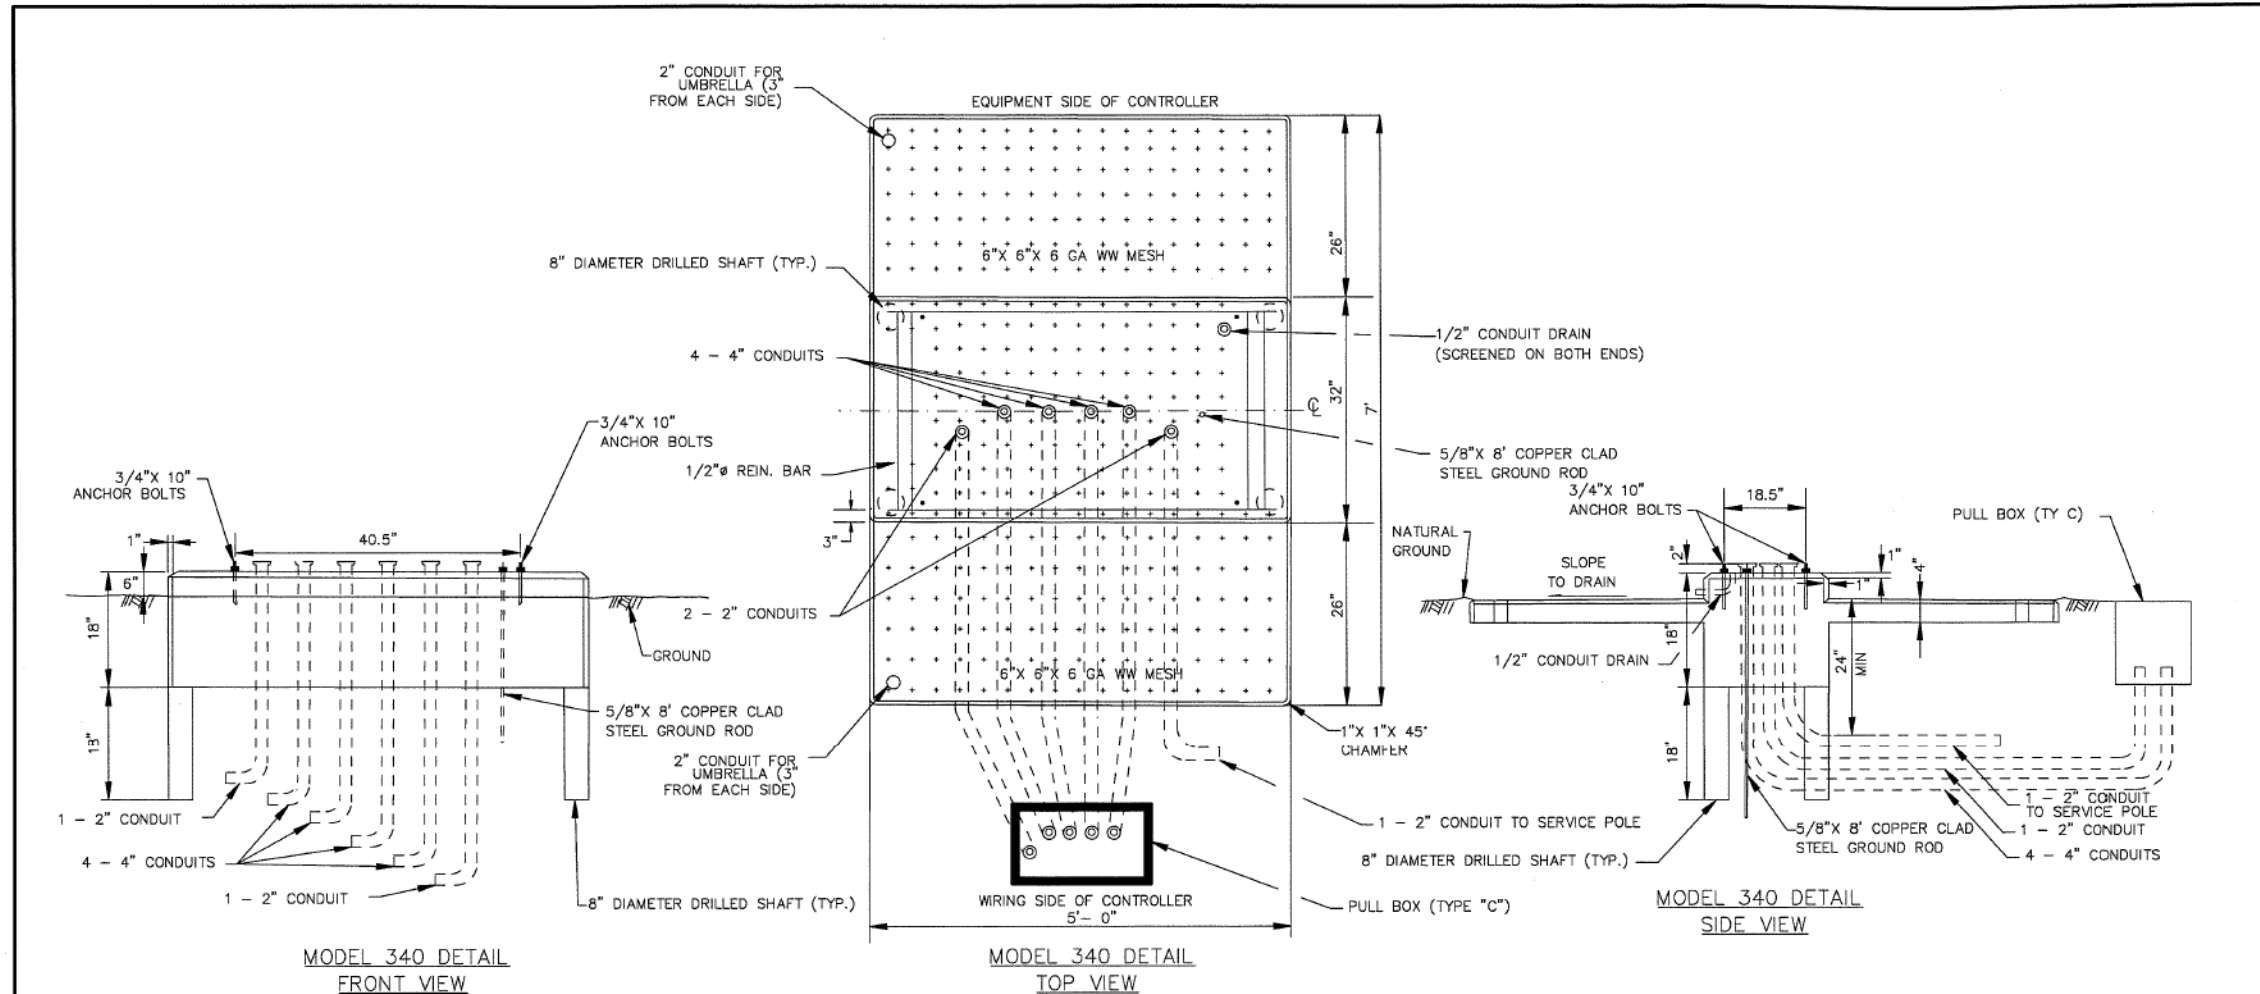 2" CONDUIT FOR
UMBRELLA (3"
FROM EACH SIDE)
EQUIPMENT SIDE OF CONTROLLER
6"X 6"X 6 GA WW MESH
26"
8" DIAMETER DRILLED SHAFT (TYP.)
4 - 4" CONDUITS
1/2" CONDUIT DRAIN
(SCREENED ON BOTH ENDS)
32"
7'
℄
1/2"ø REIN. BAR
3"
5/8"X 8' COPPER CLAD
STEEL GROUND ROD
2 - 2" CONDUITS
26"
6"X 6"X 6 GA WW MESH
2" CONDUIT FOR
UMBRELLA (3"
FROM EACH SIDE)
1"X 1"X 45°
CHAMFER
1 - 2" CONDUIT TO SERVICE POLE
PULL BOX (TYPE "C")
WIRING SIDE OF CONTROLLER
5'- 0"
MODEL 340 DETAIL
TOP VIEW
3/4"X 10"
ANCHOR BOLTS
3/4"X 10"
ANCHOR BOLTS
1"
40.5"
6"
18"
18"
GROUND
5/8"X 8' COPPER CLAD
STEEL GROUND ROD
1 - 2" CONDUIT
4 - 4" CONDUITS
1 - 2" CONDUIT
8" DIAMETER DRILLED SHAFT (TYP.)
MODEL 340 DETAIL
FRONT VIEW
3/4"X 10"
ANCHOR BOLTS
18.5"
PULL BOX (TY C)
NATURAL
GROUND
SLOPE
TO DRAIN
2"
1"
1"
4"
18"
24"
MIN
1/2" CONDUIT DRAIN
18"
1 - 2" CONDUIT
TO SERVICE POLE
1 - 2" CONDUIT
4 - 4" CONDUITS
5/8"X 8' COPPER CLAD
STEEL GROUND ROD
8" DIAMETER DRILLED SHAFT (TYP.)
MODEL 340 DETAIL
SIDE VIEW